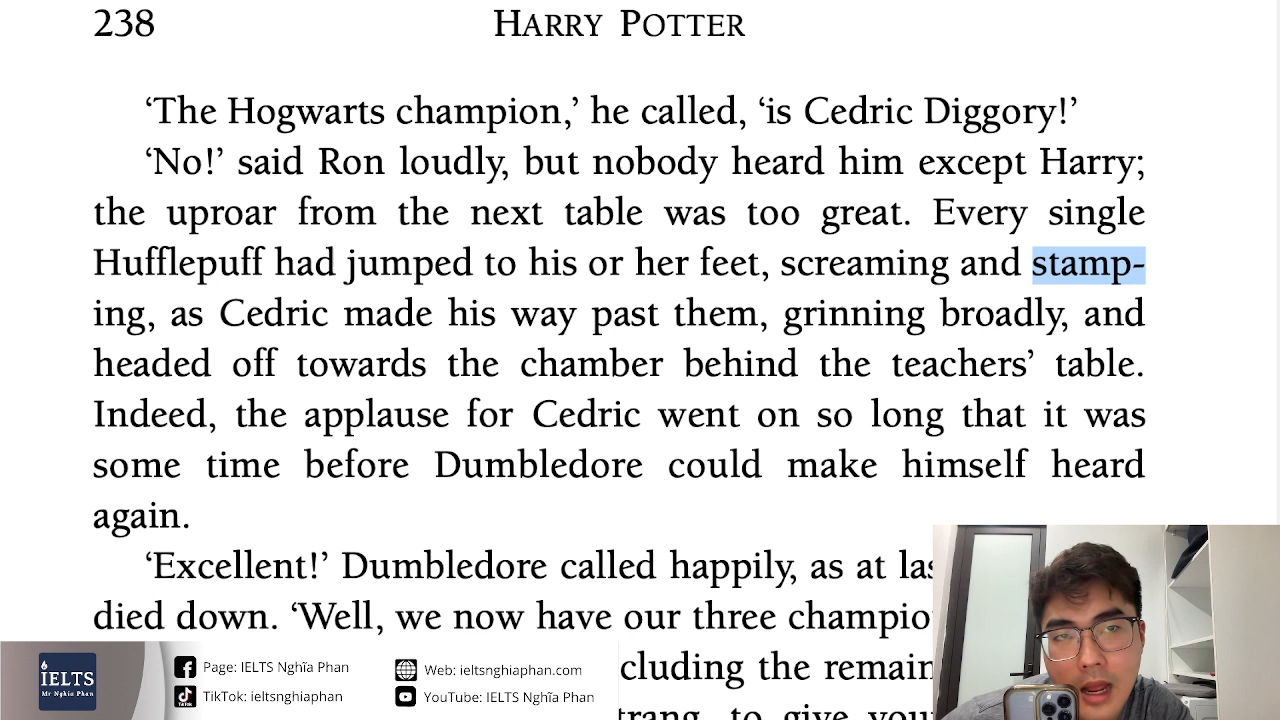 238 HARRY POTTER
‘The Hogwarts champion,’ he called, ‘is Cedric Diggory!’
‘No!’ said Ron loudly, but nobody heard him except Harry;
the uproar from the next table was too great. Every single
Hufflepuff had jumped to his or her feet, screaming and stamp-
ing, as Cedric made his way past them, grinning broadly, and
headed off towards the chamber behind the teachers’ table.
Indeed, the applause for Cedric went on so long that it was
some time before Dumbledore could make himself heard
again.
‘Excellent!’ Dumbledore called happily, as at
died down. ‘Well, we now have our three
the
to give
IELTS
Mr Nghia Phan
Page: IELTS Nghĩa Phan
TikTok: ieltsnghiaphan
Web: ieltsnghiaphan.com
YouTube: IELTS Nghĩa Phan